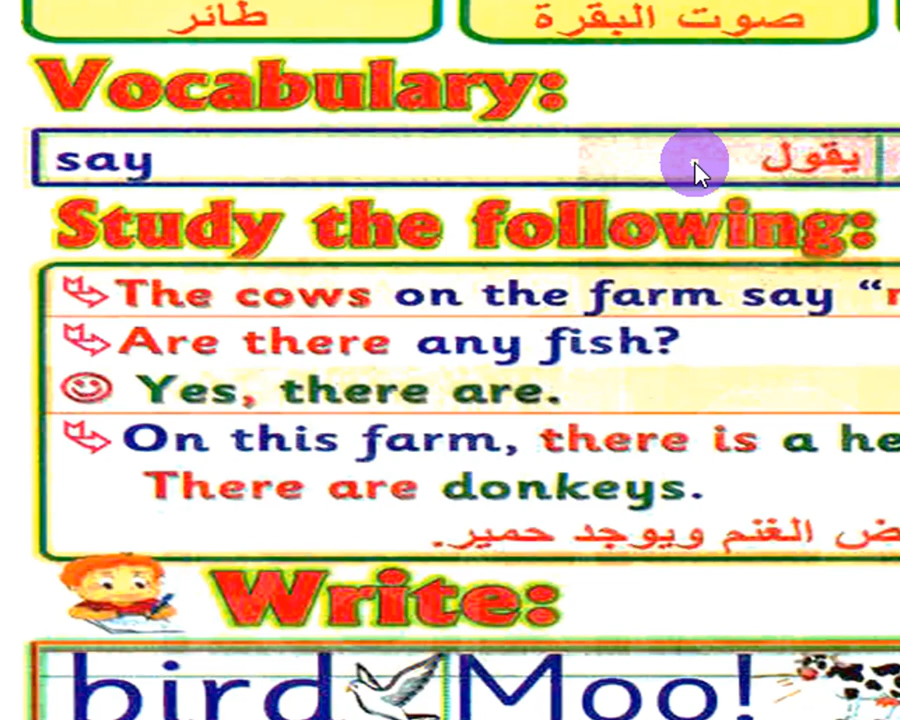 طائر
صوت البقرة
Vocabulary:
say يقول
Study the following:
The cows on the farm say “
Are there any fish?
Yes, there are.
On this farm, there is a
There are donkeys.
الغنم ويوجد حمير.
Write:
bird Moo!